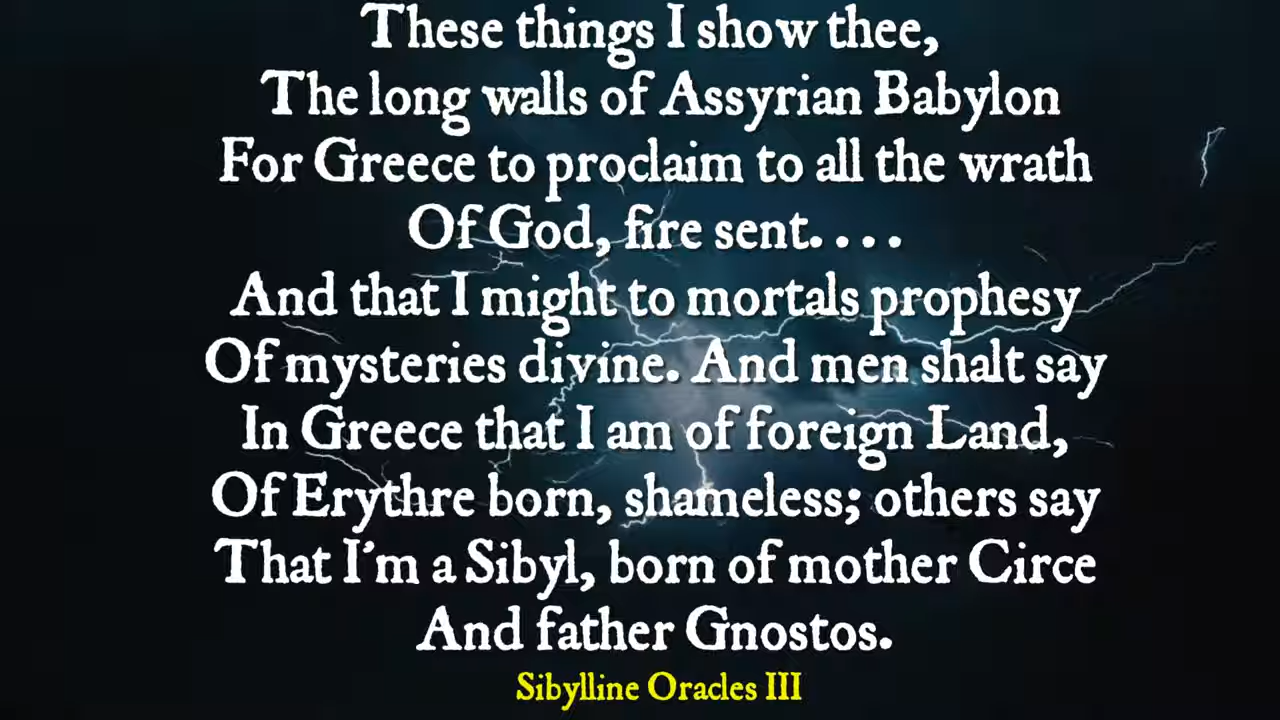 These things I show thee,
The long walls of Assyrian Babylon
For Greece to proclaim to all the wrath
Of God, fire sent. . . .
And that I might to mortals prophesy
Of mysteries divine. And men shalt say
In Greece that I am of foreign Land,
Of Erythre born, shameless; others say
That I'm a Sibyl, born of mother Circe
And father Gnostos.
Sibylline Oracles III